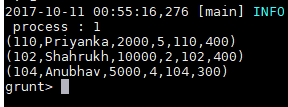 2017-10-11 00:55:16,276 [main] INFO
process : 1
(110,Priyanka,2000,5,110,400)
(102,Shahrukh,10000,2,102,400)
(104,Anubhav,5000,4,104,300)
grunt>